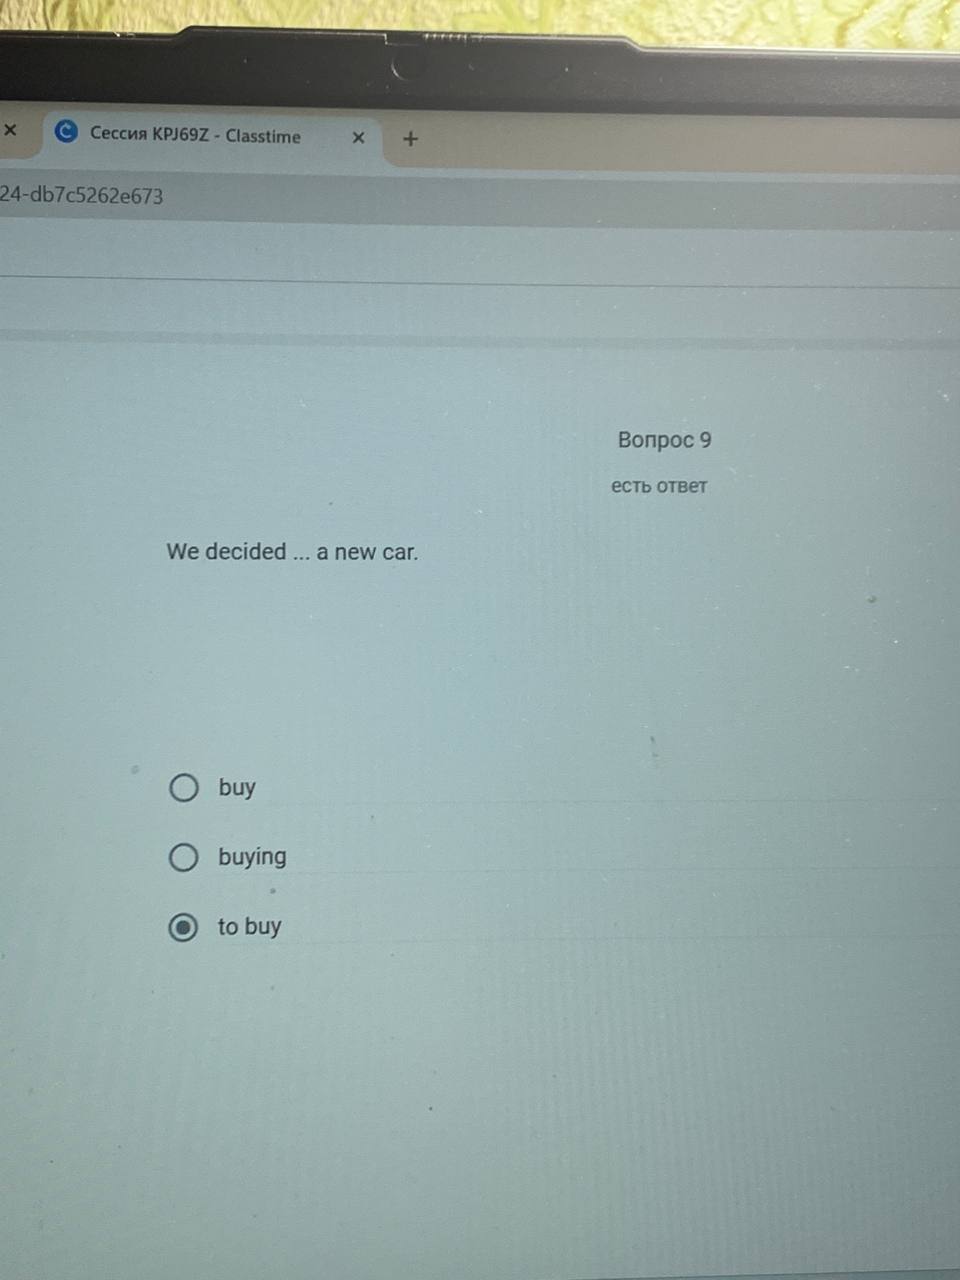 Сессия KPJ69Z - Classtime
24-db7c5262e673
Вопрос 9
есть ответ
We decided ... a new car.
buy
buying
to buy